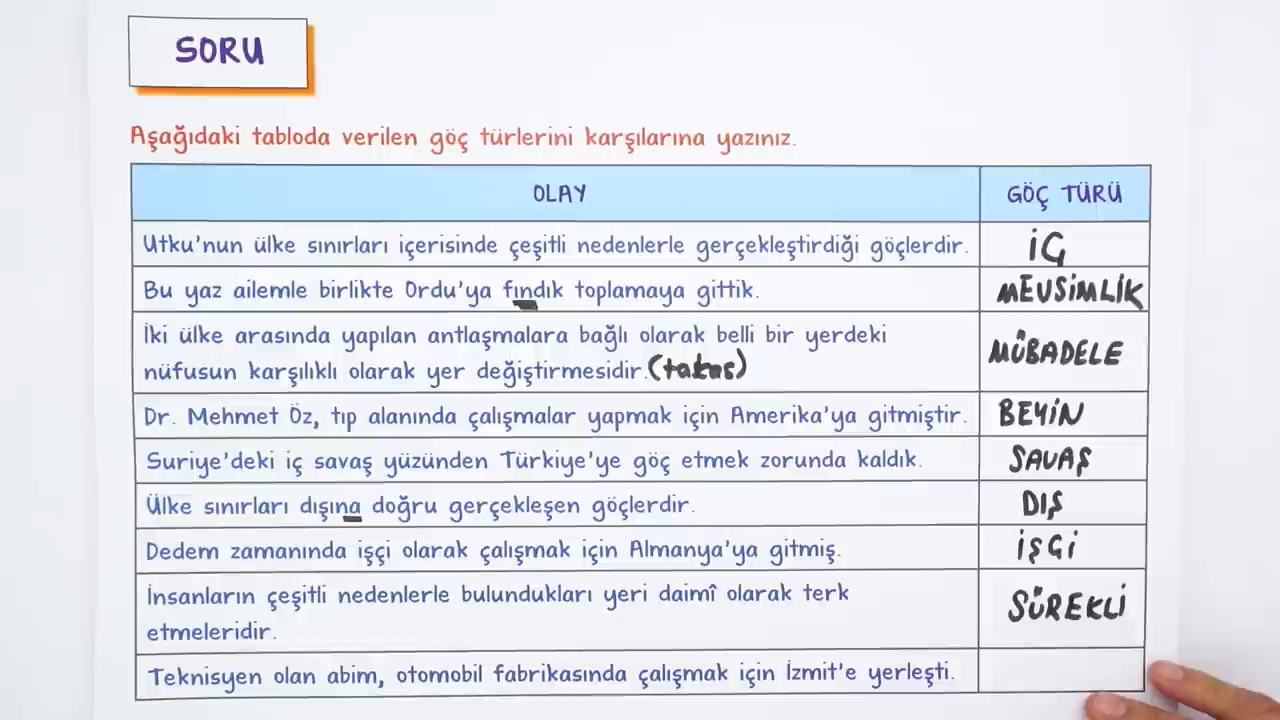 SORU
Aşağıdaki tabloda verilen göç türlerini karşılarına yazınız.
OLAY GÖÇ TÜRÜ
Utku'nun ülke sınırları içerisinde çeşitli nedenlerle gerçekleştirdiği göçlerdir. İÇ
Bu yaz ailemle birlikte Ordu'ya fındık toplamaya gittik. MEVSİMLİK
İki ülke arasında yapılan antlaşmalara bağlı olarak belli bir yerdeki
nüfusun karşılıklı olarak yer değiştirmesidir. (takas) MÜBADELE
Dr. Mehmet Öz, tıp alanında çalışmalar yapmak için Amerika'ya gitmiştir. BEYİN
Suriye'deki iç savaş yüzünden Türkiye'ye göç etmek zorunda kaldık. SAVAŞ
Ülke sınırları dışına doğru gerçekleşen göçlerdir. DIŞ
Dedem zamanında işçi olarak çalışmak için Almanya'ya gitmiş. İŞÇİ
İnsanların çeşitli nedenlerle bulundukları yeri daimî olarak terk
etmeleridir. SÜREKLİ
Teknisyen olan abim, otomobil fabrikasında çalışmak için İzmit'e yerleşti.